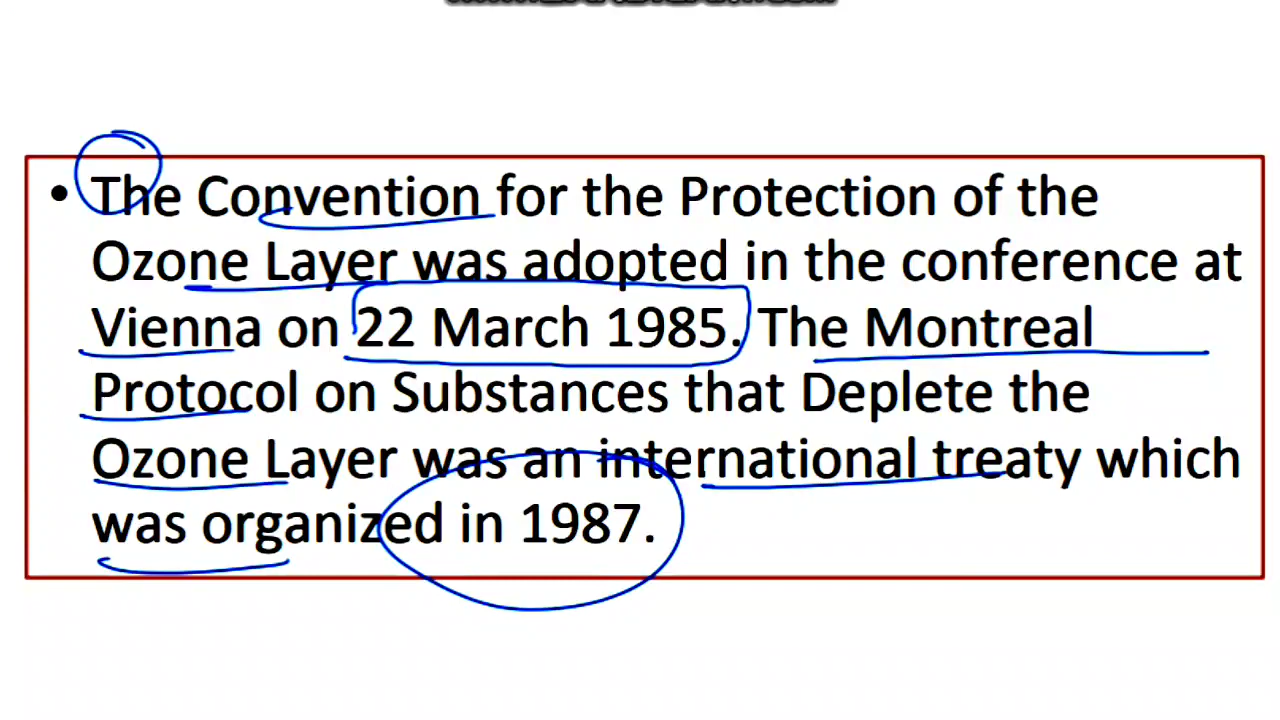 • The Convention for the Protection of the
Ozone Layer was adopted in the conference at
Vienna on 22 March 1985. The Montreal
Protocol on Substances that Deplete the
Ozone Layer was an international treaty which
was organized in 1987.